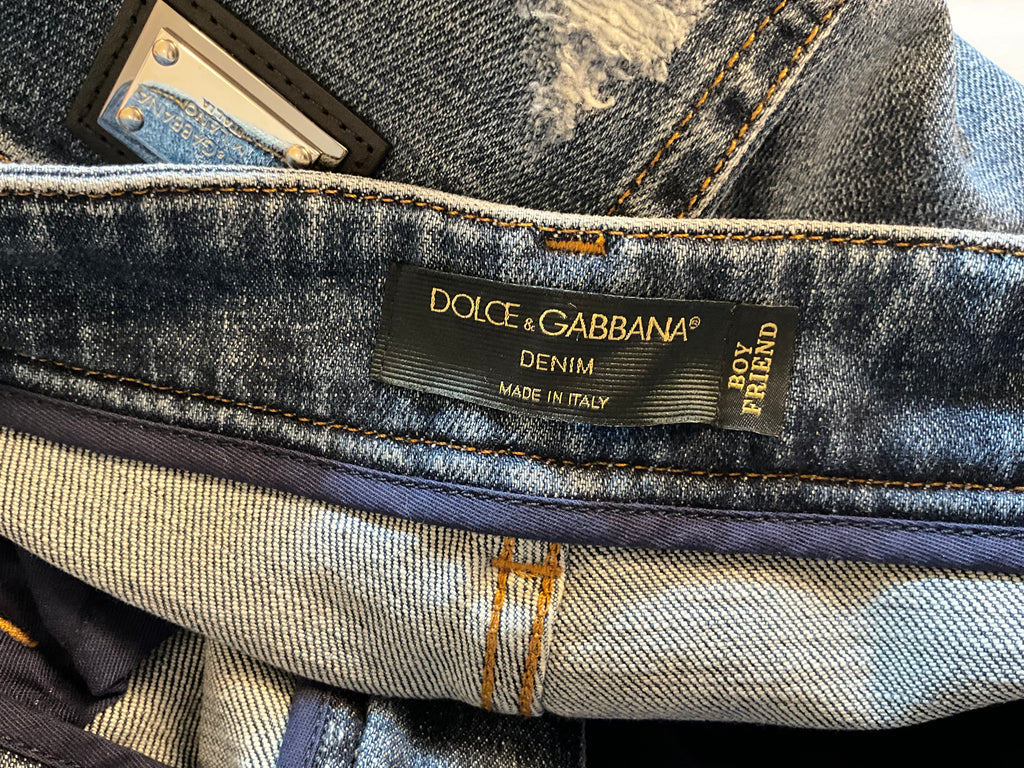 DOLCE & GABBANA®
DENIM
MADE IN ITALY
BOY
FRIEND